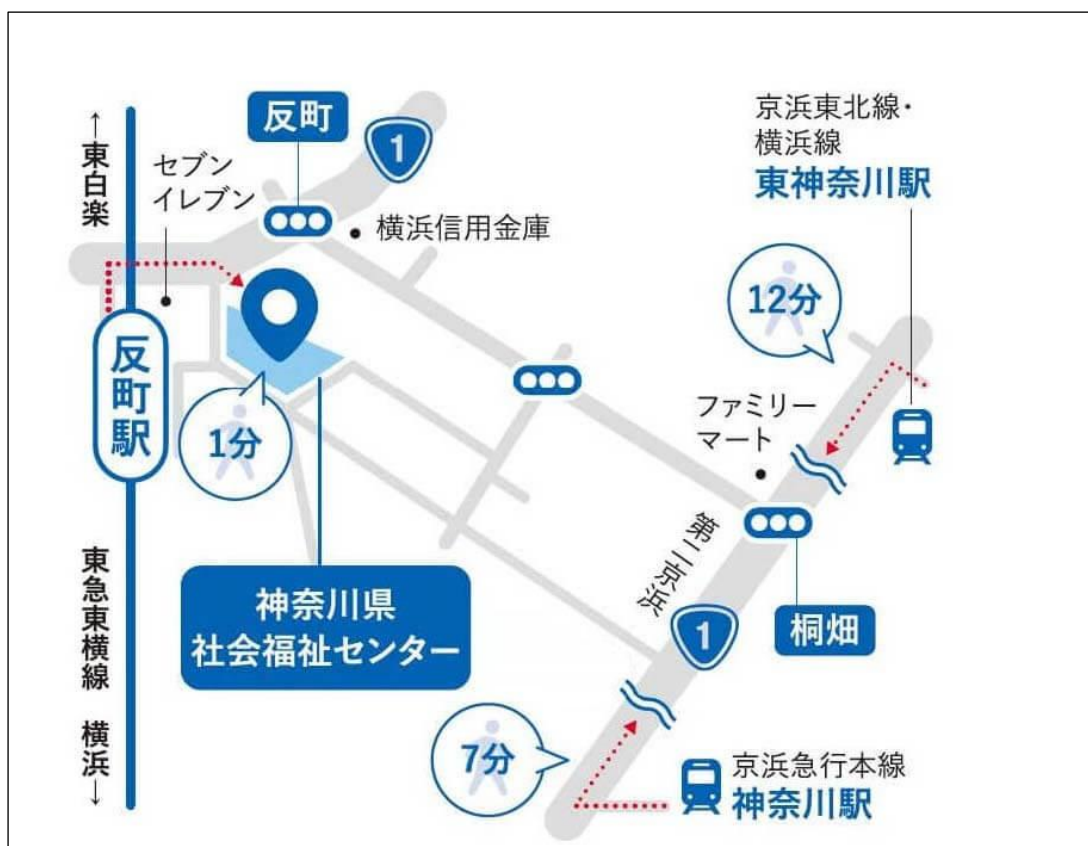 反町
1
京浜東北線・
横浜線
東神奈川駅
←東白楽
セブン
イレブン
横浜信用金庫
12分
反町駅
1分
ファミリー
マート
第二京浜
神奈川県
社会福祉センター
1
桐畑
東急東横線 横浜→
7分
京浜急行本線
神奈川駅